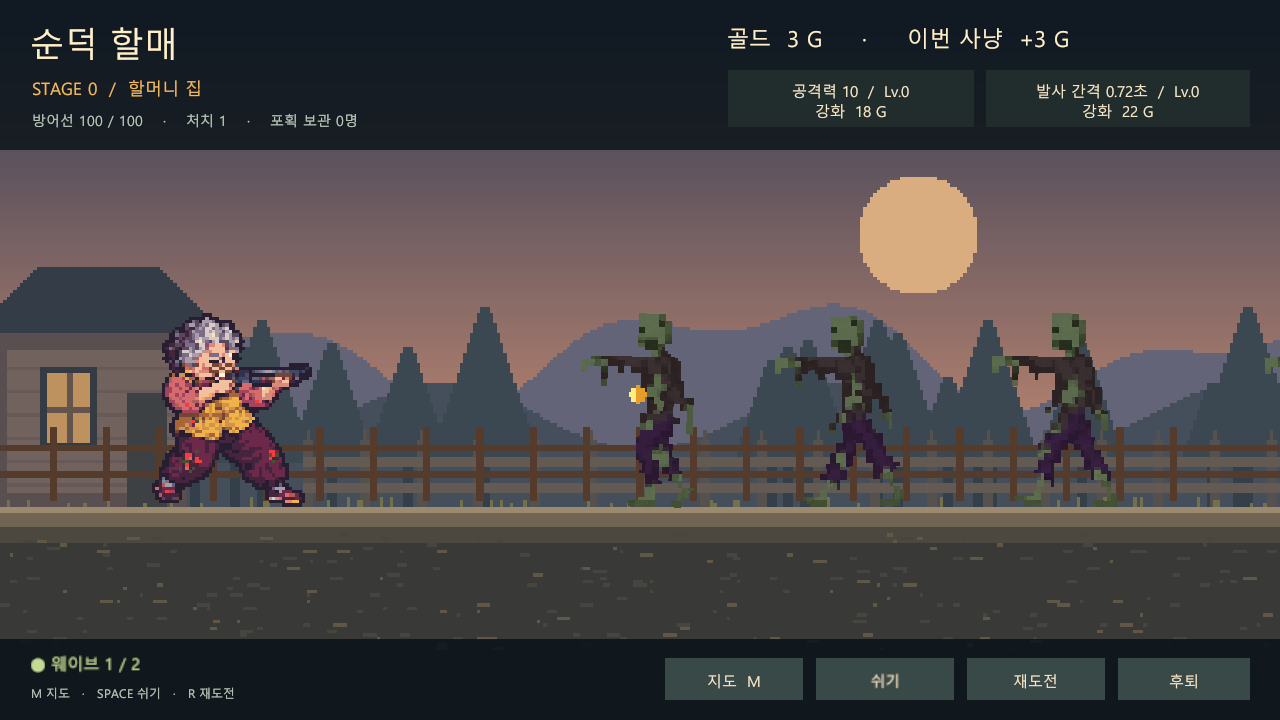 순덕 할매
STAGE 0 / 할머니 집
방어선 100 / 100 · 처치 1 · 포획 보관 0명
골드 3 G · 이번 사냥 +3 G
공격력 10 / Lv.0
강화 18 G
발사 간격 0.72초 / Lv.0
강화 22 G
웨이브 1 / 2
M 지도 · SPACE 쉬기 · R 재도전
지도 M
쉬기
재도전
후퇴